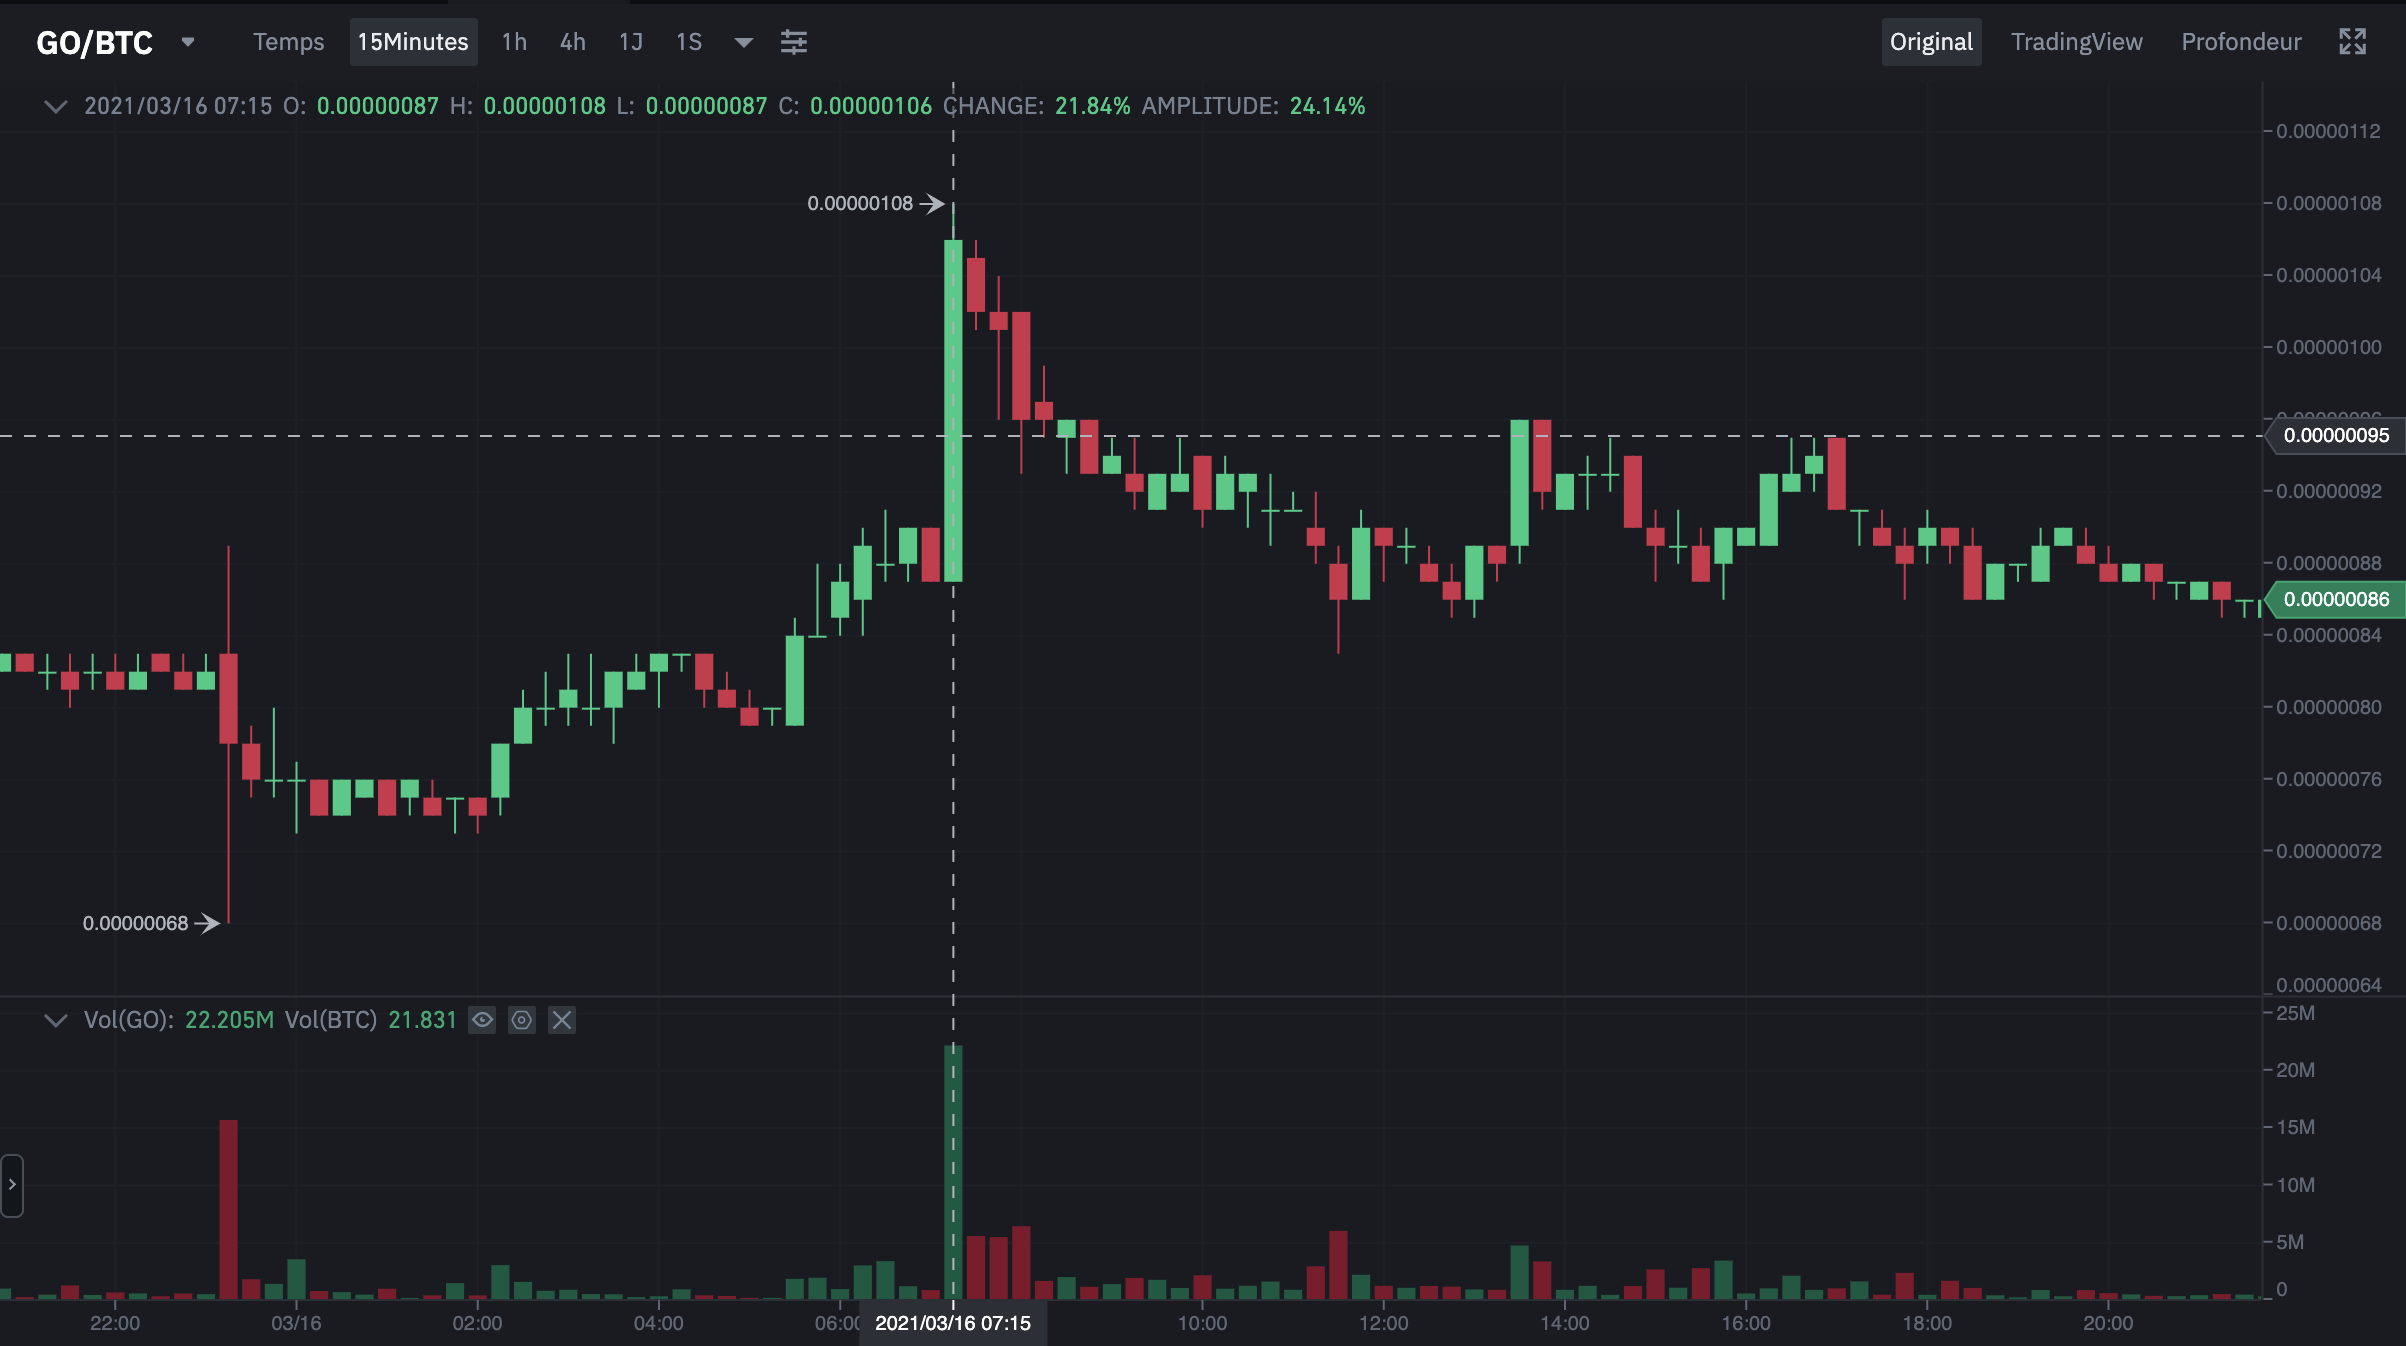 GO/BTC Temps 15Minutes 1h 4h 1J 1S Original TradingView Profondeur
2021/03/16 07:15 O: 0.00000087 H: 0.00000108 L: 0.00000087 C: 0.00000106 CHANGE: 21.84% AMPLITUDE: 24.14%
0.00000112
0.00000108
0.00000108
0.00000104
0.00000100
0.00000096
0.00000095
0.00000092
0.00000088
0.00000086
0.00000084
0.00000080
0.00000076
0.00000072
0.00000068
0.00000068
0.00000064
Vol(GO): 22.205M Vol(BTC) 21.831
25M
20M
15M
10M
5M
0
22:00 03/16 02:00 04:00 06:00 2021/03/16 07:15 10:00 12:00 14:00 16:00 18:00 20:00